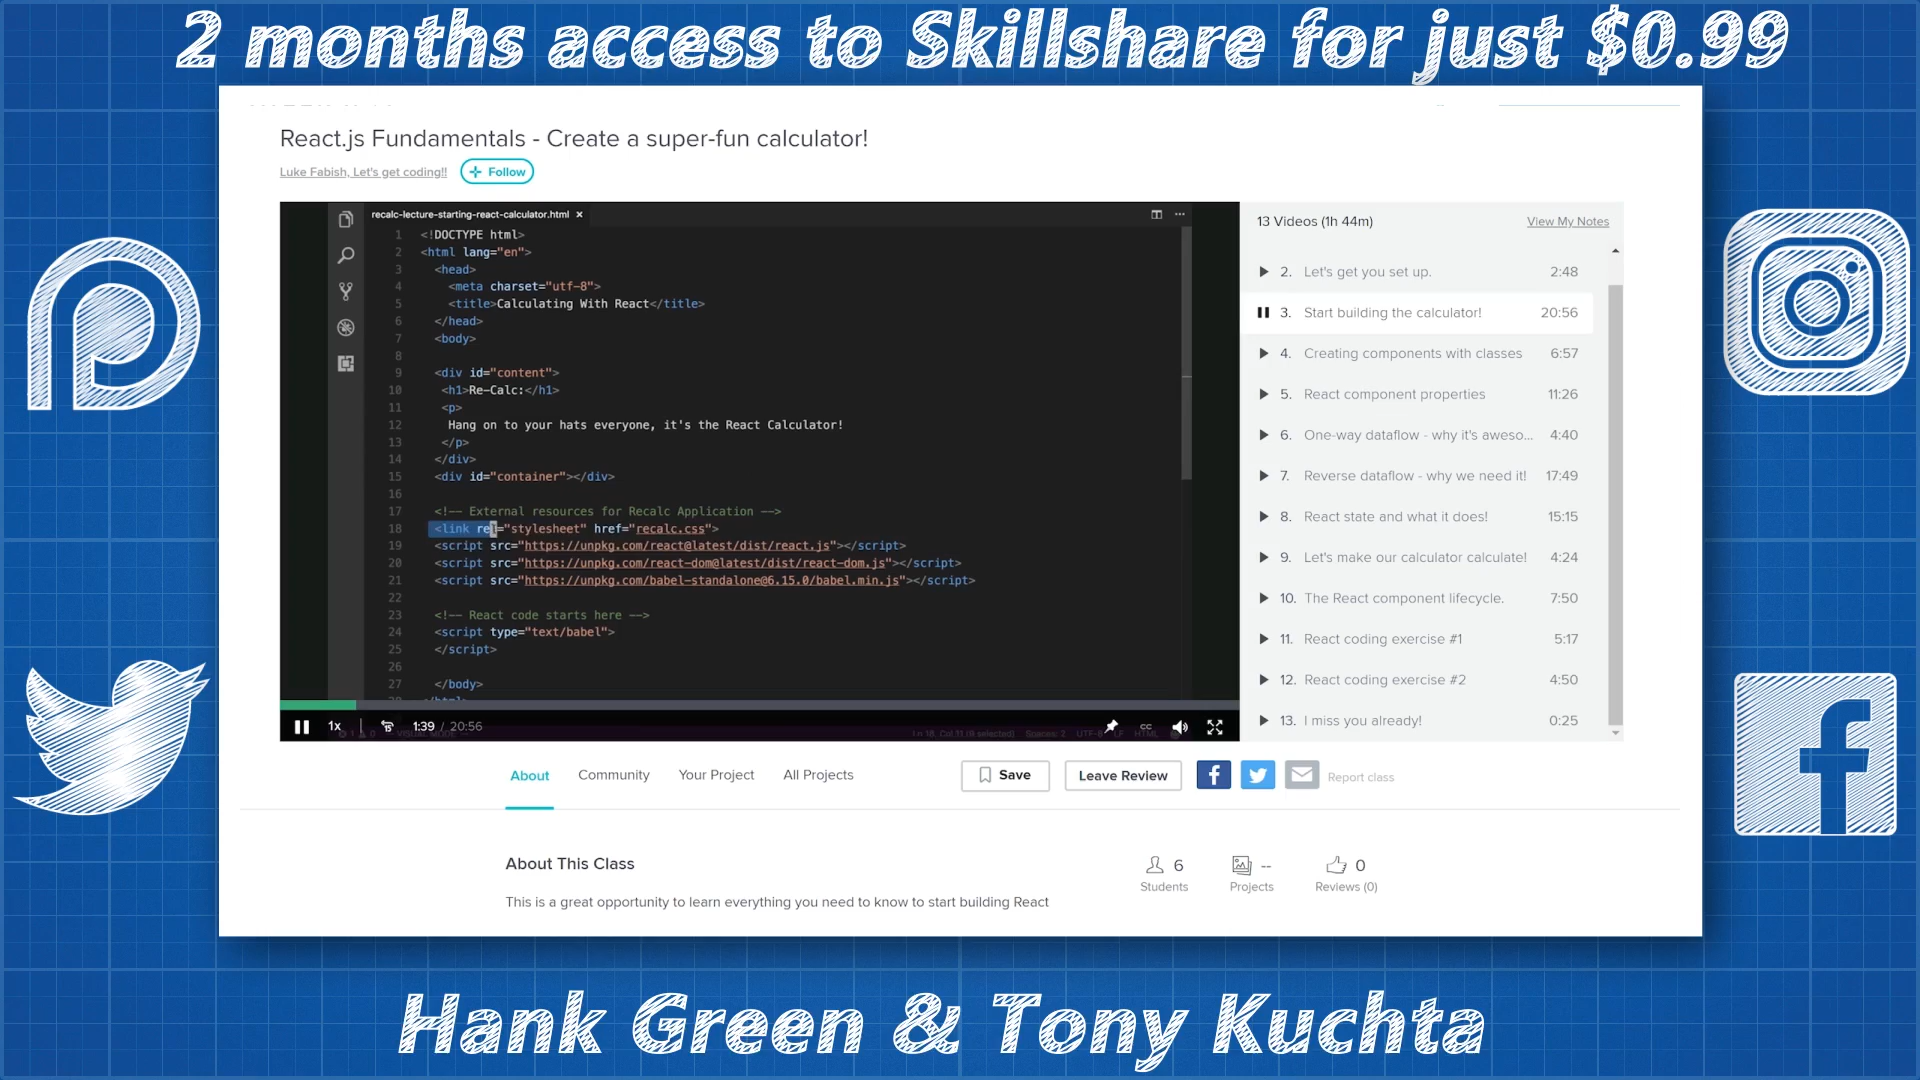 2 months access to Skillshare for just $0.99
React.js Fundamentals - Create a super-fun calculator!
Luke Fabish, Let's get coding!!
Follow
recalc-lecture-starting-react-calculator.html ×
1 <!DOCTYPE html>
2 <html lang="en">
3 <head>
4 <meta charset="utf-8">
5 <title>Calculating With React</title>
6 </head>
7 <body>
8
9 <div id="content">
10 <h1>Re-Calc:</h1>
11 <p>
12 Hang on to your hats everyone, it's the React Calculator!
13 </p>
14 </div>
15 <div id="container"></div>
16
17 <!-- External resources for Recalc Application -->
18 <link rel="stylesheet" href="recalc.css">
19 <script src="https://unpkg.com/react@latest/dist/react.js"></script>
20 <script src="https://unpkg.com/react-dom@latest/dist/react-dom.js"></script>
21 <script src="https://unpkg.com/babel-standalone@6.15.0/babel.min.js"></script>
22
23 <!-- React code starts here -->
24 <script type="text/babel">
25 </script>
26
27 </body>
1x 15 1:39 / 20:56 CC
13 Videos (1h 44m) View My Notes
2. Let's get you set up. 2:48
3. Start building the calculator! 20:56
4. Creating components with classes 6:57
5. React component properties 11:26
6. One-way dataflow - why it's aweso... 4:40
7. Reverse dataflow - why we need it! 17:49
8. React state and what it does! 15:15
9. Let's make our calculator calculate! 4:24
10. The React component lifecycle. 7:50
11. React coding exercise #1 5:17
12. React coding exercise #2 4:50
13. I miss you already! 0:25
About Community Your Project All Projects Save Leave Review Report class
About This Class
6 -- 0
Students Projects Reviews (0)
This is a great opportunity to learn everything you need to know to start building React
Hank Green & Tony Kuchta